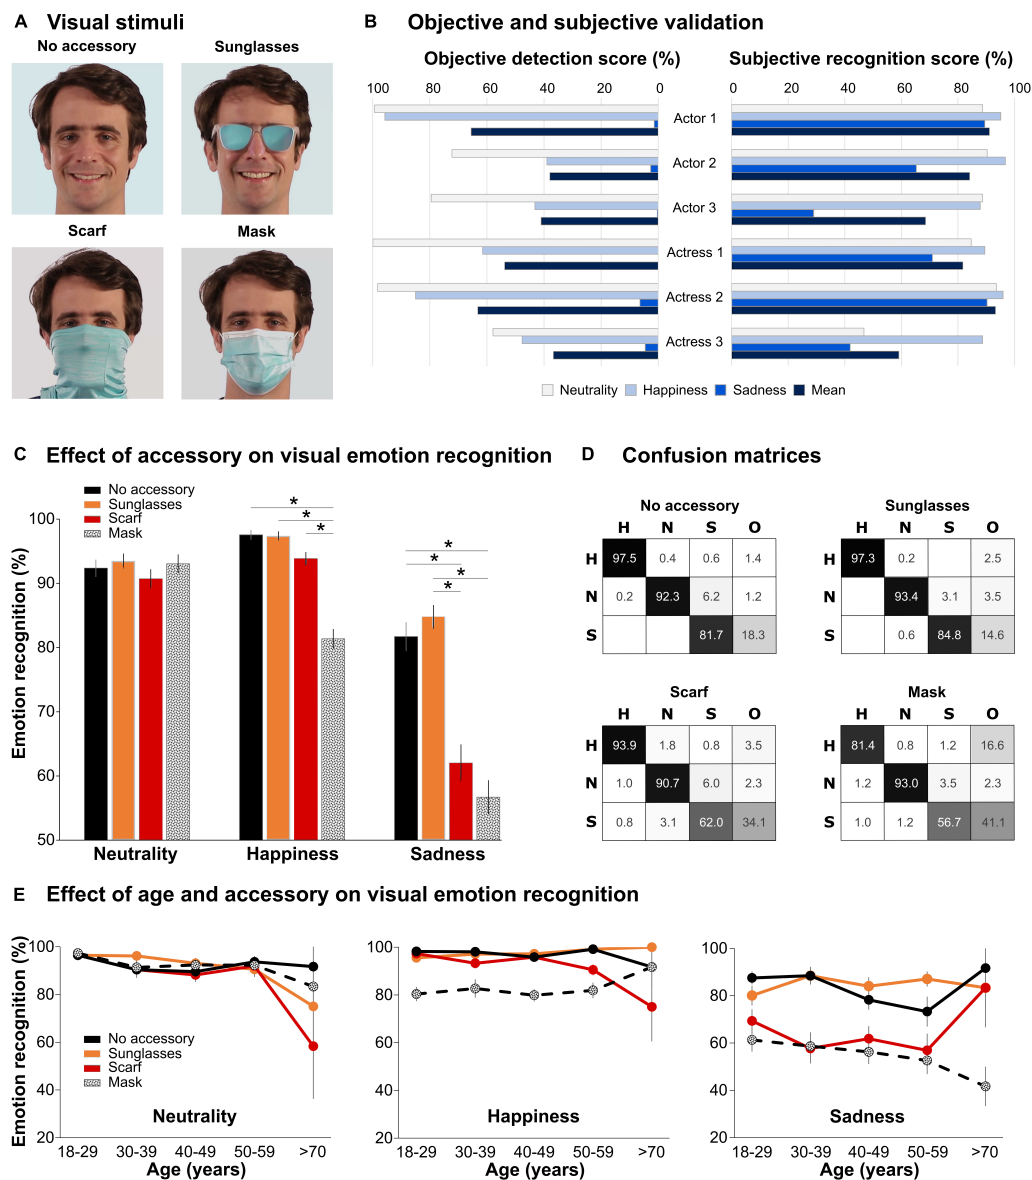 A Visual stimuli
No accessory
Sunglasses
Scarf
Mask
B Objective and subjective validation
Objective detection score (%)
Subjective recognition score (%)
100 80 60 40 20 0
0 20 40 60 80 100
Actor 1
Actor 2
Actor 3
Actress 1
Actress 2
Actress 3
Neutrality Happiness Sadness Mean
C Effect of accessory on visual emotion recognition
No accessory
Sunglasses
Scarf
Mask
Emotion recognition (%)
100
90
80
70
60
50
* * *
* * * *
Neutrality Happiness Sadness
D Confusion matrices
No accessory
H N S O
H 97.5 0.4 0.6 1.4
N 0.2 92.3 6.2 1.2
S 81.7 18.3
Sunglasses
H N S O
H 97.3 0.2 2.5
N 93.4 3.1 3.5
S 0.6 84.8 14.6
Scarf
H N S O
H 93.9 1.8 0.8 3.5
N 1.0 90.7 6.0 2.3
S 0.8 3.1 62.0 34.1
Mask
H N S O
H 81.4 0.8 1.2 16.6
N 1.2 93.0 3.5 2.3
S 1.0 1.2 56.7 41.1
E Effect of age and accessory on visual emotion recognition
Emotion recognition (%)
100
80
60
40
20
No accessory
Sunglasses
Scarf
Mask
Neutrality
18-29 30-39 40-49 50-59 >70
Age (years)
100
80
60
40
20
Happiness
18-29 30-39 40-49 50-59 >70
Age (years)
100
80
60
40
20
Sadness
18-29 30-39 40-49 50-59 >70
Age (years)